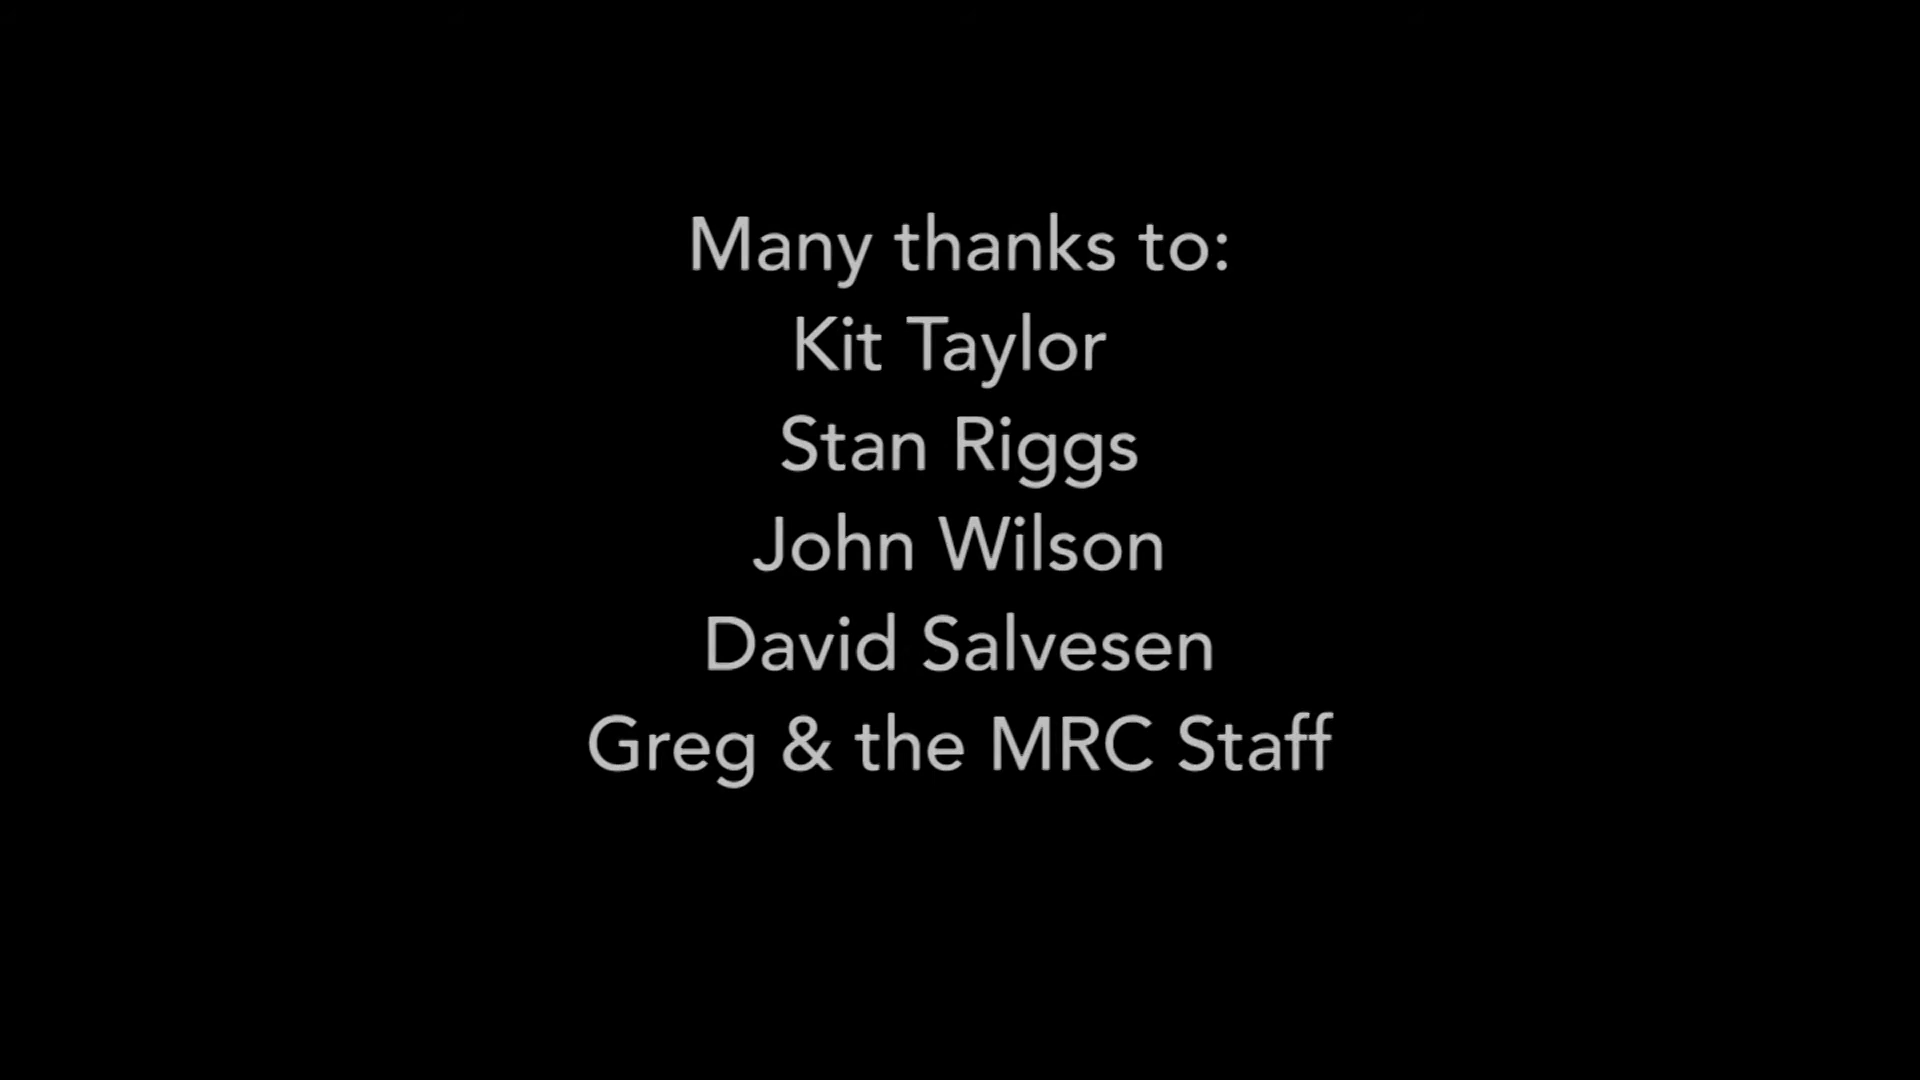 Many thanks to:
Kit Taylor
Stan Riggs
John Wilson
David Salvesen
Greg & the MRC Staff